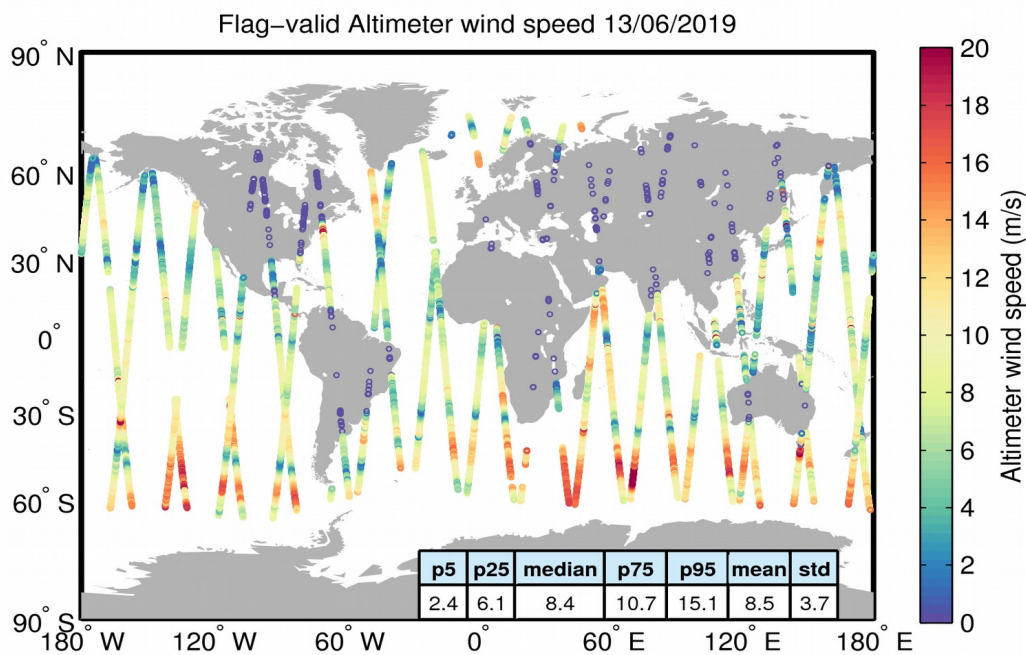 Flag−valid Altimeter wind speed 13/06/2019
90° N
60° N
30° N
0°
30° S
60° S
90° S
180° W
120° W
60° W
0°
60° E
120° E
180° E
p5 p25 median p75 p95 mean std
2.4 6.1 8.4 10.7 15.1 8.5 3.7
20
18
16
14
12
10
8
6
4
2
0
Altimeter wind speed (m/s)